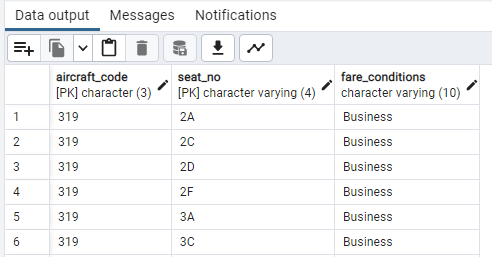 Data output Messages Notifications
aircraft_code seat_no fare_conditions
[PK] character (3) [PK] character varying (4) character varying (10)
1 319 2A Business
2 319 2C Business
3 319 2D Business
4 319 2F Business
5 319 3A Business
6 319 3C Business